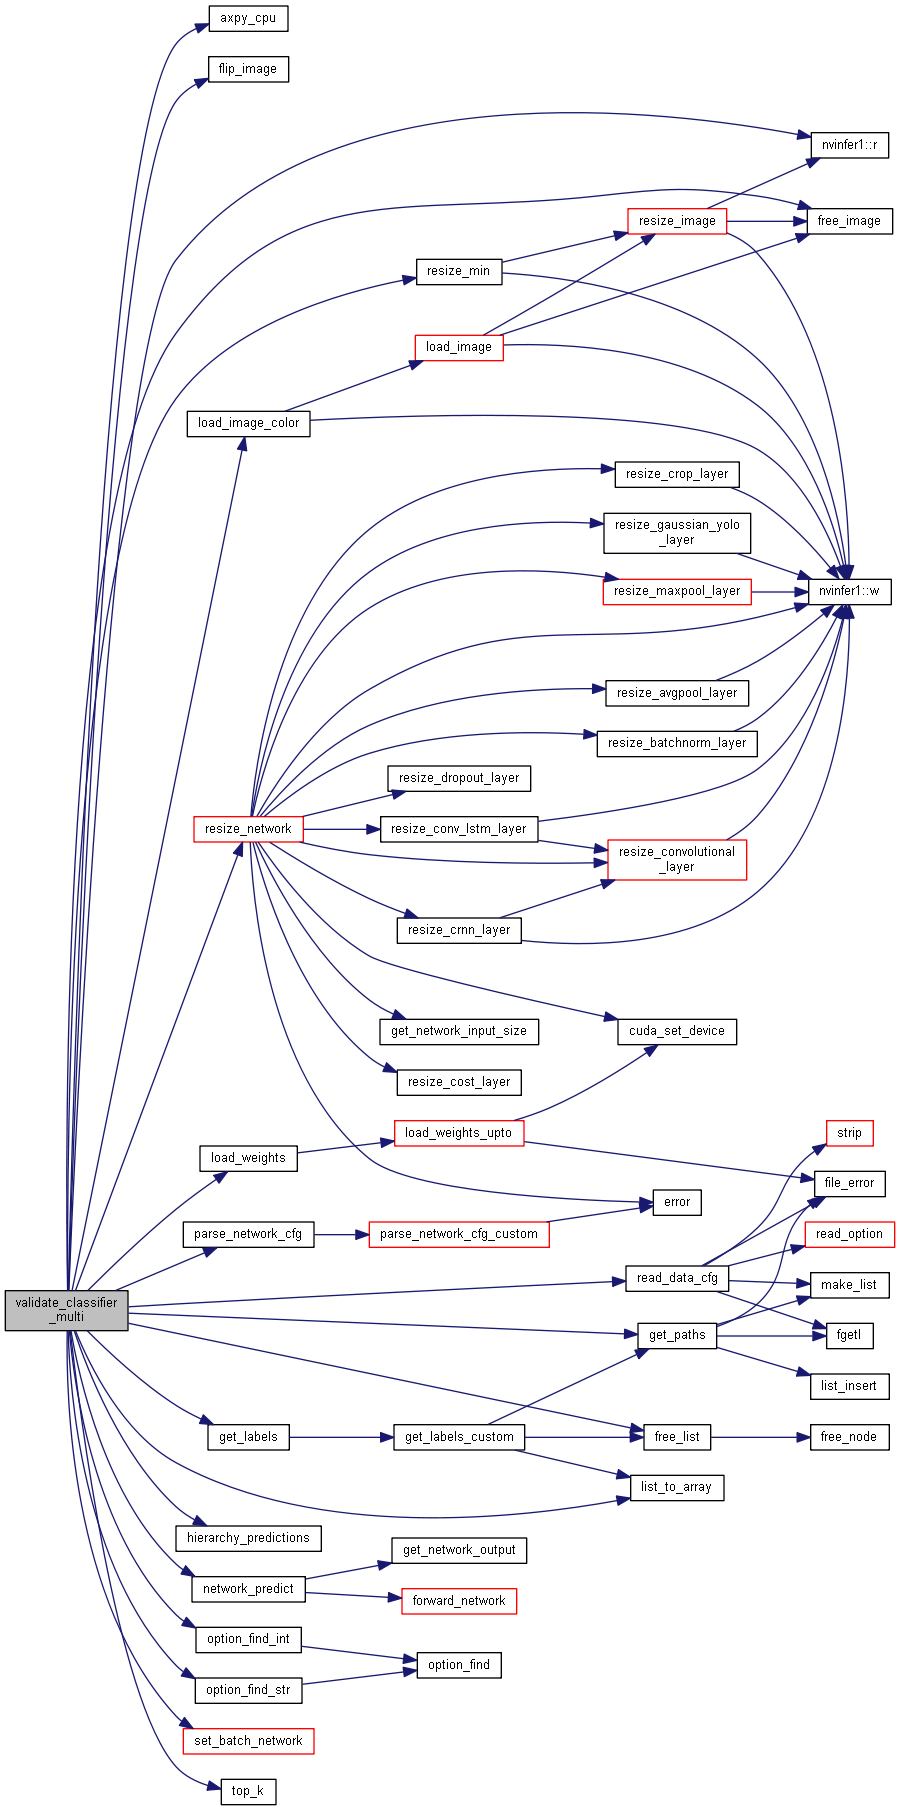 axpy_cpu
flip_image
nvinfer1::r
resize_image
free_image
resize_min
load_image
load_image_color
resize_crop_layer
resize_gaussian_yolo
_layer
resize_maxpool_layer
nvinfer1::w
resize_avgpool_layer
resize_batchnorm_layer
resize_dropout_layer
resize_network
resize_conv_lstm_layer
resize_convolutional
_layer
resize_crnn_layer
get_network_input_size
cuda_set_device
resize_cost_layer
load_weights_upto
strip
load_weights
file_error
error
parse_network_cfg
parse_network_cfg_custom
read_option
read_data_cfg
make_list
validate_classifier
_multi
get_paths
fgetl
list_insert
get_labels
get_labels_custom
free_list
free_node
list_to_array
hierarchy_predictions
get_network_output
network_predict
forward_network
option_find_int
option_find
option_find_str
set_batch_network
top_k